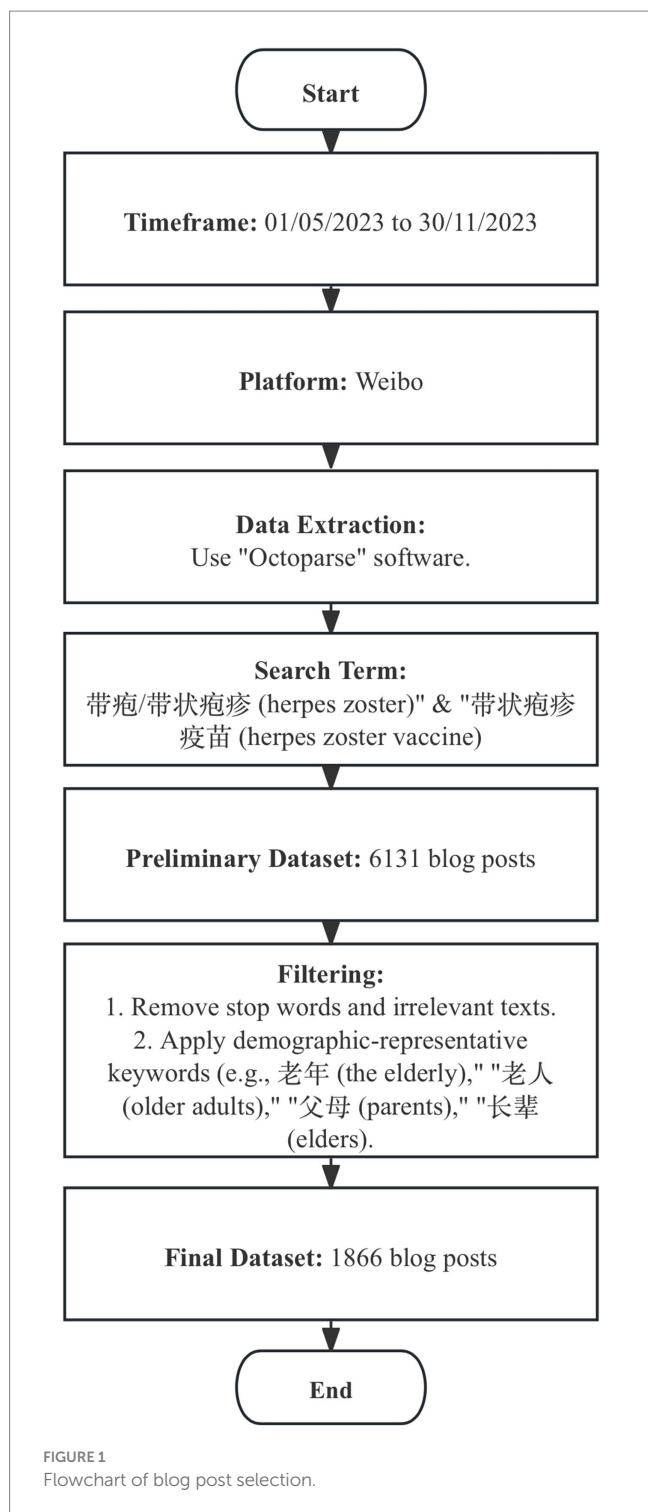 Start
Timeframe: 01/05/2023 to 30/11/2023
Platform: Weibo
Data Extraction:
Use "Octoparse" software.
Search Term:
带疱/带状疱疹 (herpes zoster)" & "带状疱疹
疫苗 (herpes zoster vaccine)
Preliminary Dataset: 6131 blog posts
Filtering:
1. Remove stop words and irrelevant texts.
2. Apply demographic-representative
keywords (e.g., 老年 (the elderly)," "老人
(older adults)," "父母 (parents)," "长辈
(elders).
Final Dataset: 1866 blog posts
End
FIGURE 1
Flowchart of blog post selection.